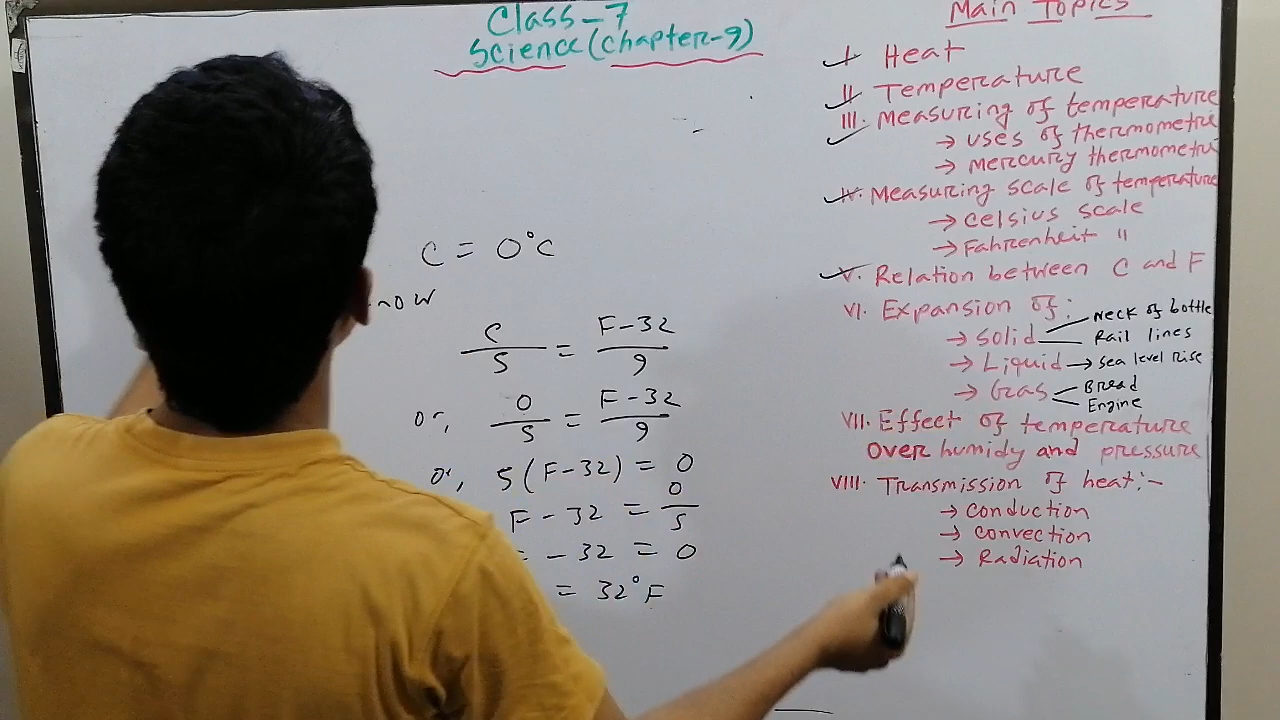 Class-7
Science (chapter-9)
C = 0°C
now
C/5 = F-32/9
or, 0/5 = F-32/9
or, 5(F-32) = 0
F-32 = 0/5
-32 = 0
= 32°F
Main Topics
I Heat
II Temperature
III. Measuring of temperature
→ uses of thermometre
→ Mercury thermometre
IV. Measuring scale of temperature
→ Celsius scale
→ Fahrenheit "
V. Relation between C and F
VI. Expansion of:
→ Solid Neck of bottle
Rail lines
→ Liquid → Sea level rise
→ Gas Bread
Engine
VII. Effect of temperature
over humidy and pressure
VIII. Transmission of heat:-
→ conduction
→ convection
→ Radiation